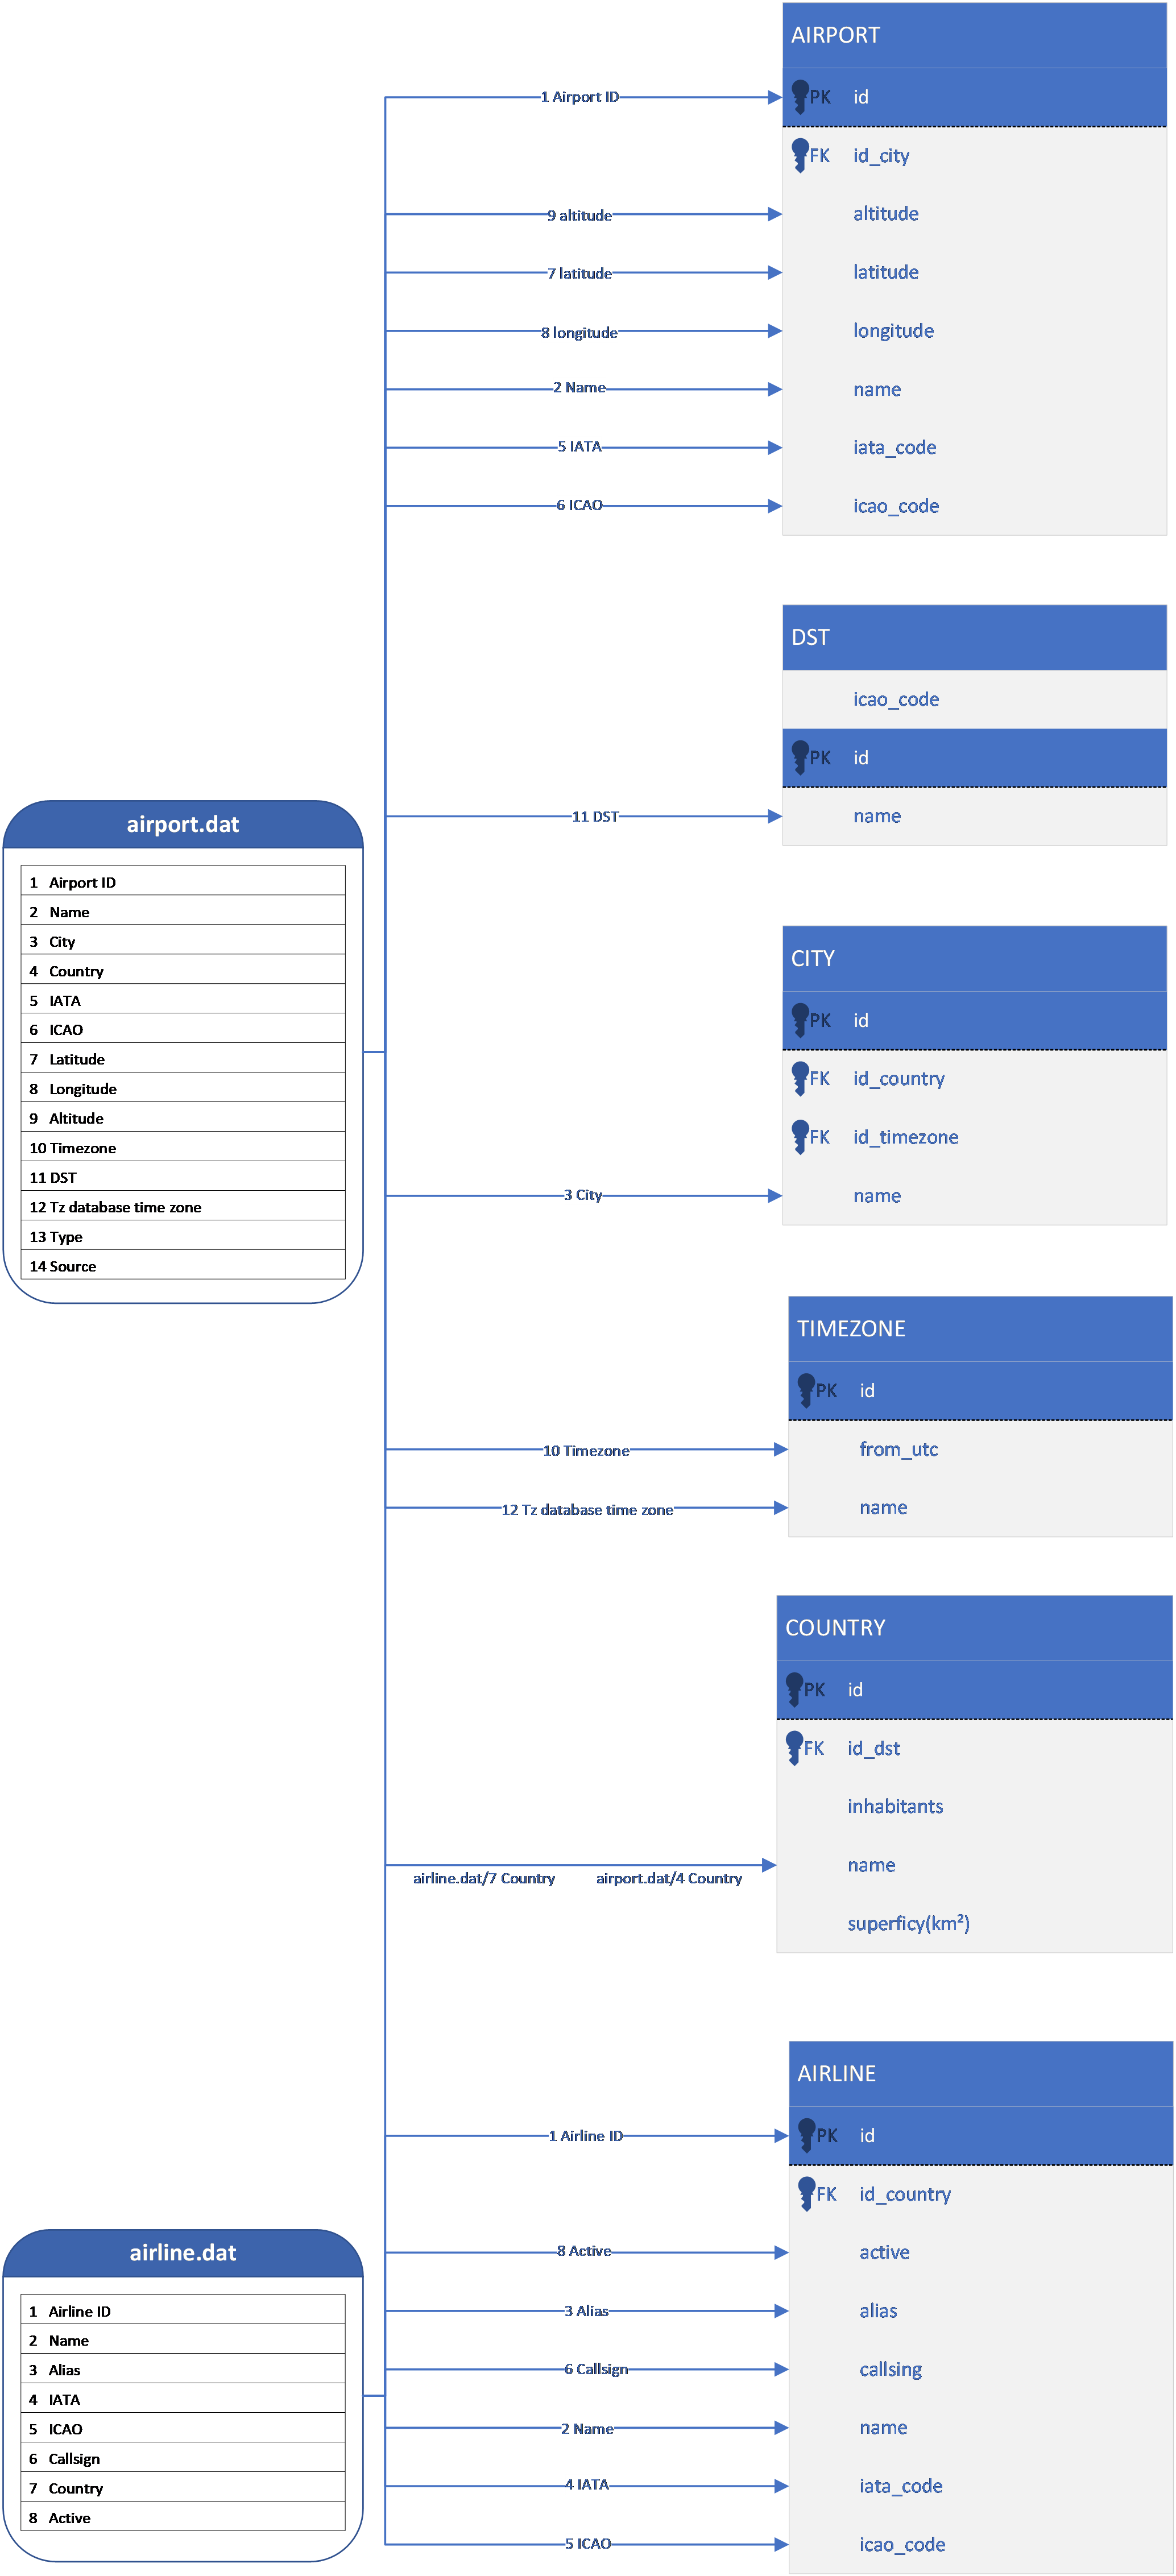 AIRPORT
1 Airport ID
PK id
FK id_city
9 altitude
altitude
7 latitude
latitude
8 longitude
longitude
2 Name
name
5 IATA
iata_code
6 ICAO
icao_code
DST
icao_code
PK id
11 DST
name
airport.dat
1 Airport ID
2 Name
3 City
4 Country
5 IATA
6 ICAO
7 Latitude
8 Longitude
9 Altitude
10 Timezone
11 DST
12 Tz database time zone
13 Type
14 Source
CITY
PK id
FK id_country
FK id_timezone
3 City
name
TIMEZONE
PK id
10 Timezone
from_utc
12 Tz database time zone
name
COUNTRY
PK id
FK id_dst
inhabitants
name
airline.dat/7 Country airport.dat/4 Country
superficy(km²)
AIRLINE
1 Airline ID
PK id
FK id_country
8 Active
active
3 Alias
alias
6 Callsign
callsing
2 Name
name
4 IATA
iata_code
5 ICAO
icao_code
airline.dat
1 Airline ID
2 Name
3 Alias
4 IATA
5 ICAO
6 Callsign
7 Country
8 Active